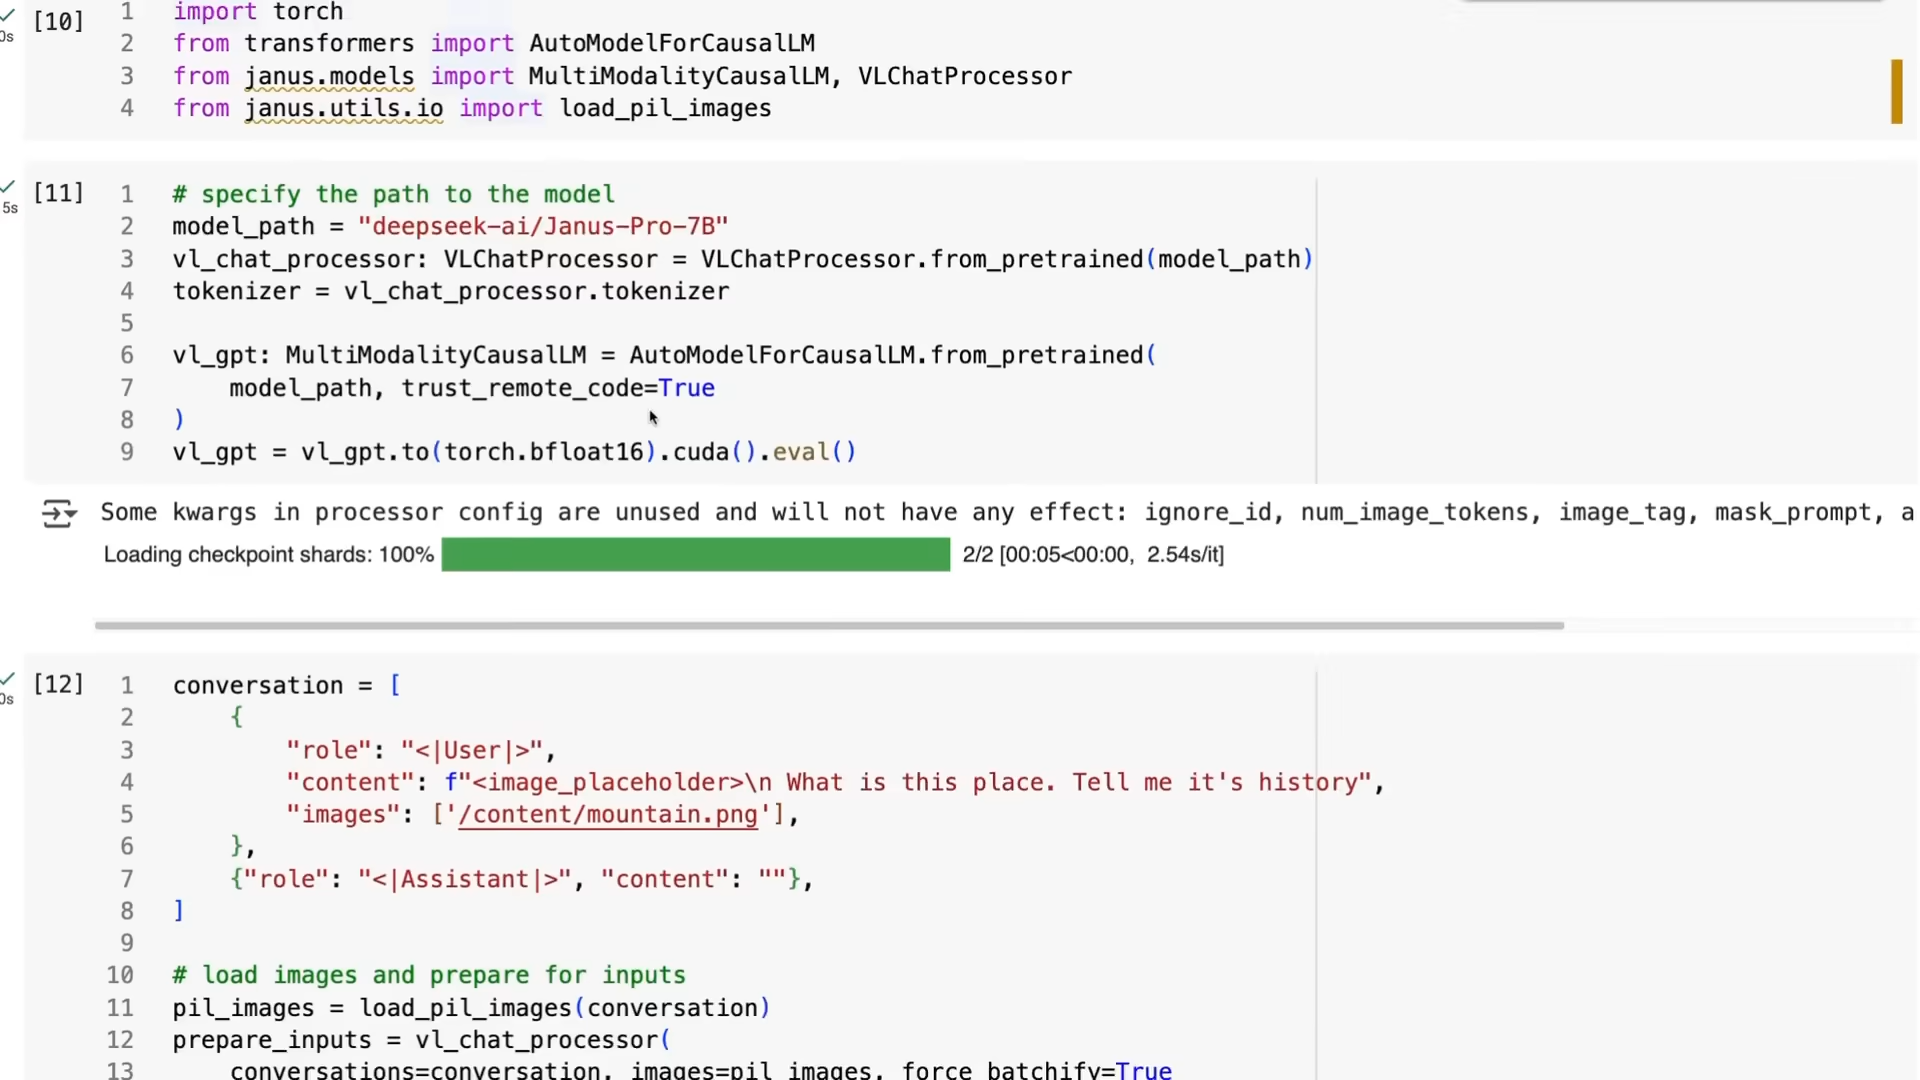 [10]
0s
1 import torch
2 from transformers import AutoModelForCausalLM
3 from janus.models import MultiModalityCausalLM, VLChatProcessor
4 from janus.utils.io import load_pil_images
[11]
5s
1 # specify the path to the model
2 model_path = "deepseek-ai/Janus-Pro-7B"
3 vl_chat_processor: VLChatProcessor = VLChatProcessor.from_pretrained(model_path)
4 tokenizer = vl_chat_processor.tokenizer
5
6 vl_gpt: MultiModalityCausalLM = AutoModelForCausalLM.from_pretrained(
7     model_path, trust_remote_code=True
8 )
9 vl_gpt = vl_gpt.to(torch.bfloat16).cuda().eval()
Some kwargs in processor config are unused and will not have any effect: ignore_id, num_image_tokens, image_tag, mask_prompt, a
Loading checkpoint shards: 100% 2/2 [00:05<00:00, 2.54s/it]
[12]
0s
1 conversation = [
2     {
3         "role": "<|User|>",
4         "content": f"<image_placeholder>\n What is this place. Tell me it's history",
5         "images": ['/content/mountain.png'],
6     },
7     {"role": "<|Assistant|>", "content": ""},
8 ]
9
10 # load images and prepare for inputs
11 pil_images = load_pil_images(conversation)
12 prepare_inputs = vl_chat_processor(
13     conversations=conversation, images=pil_images, force_batchify=True